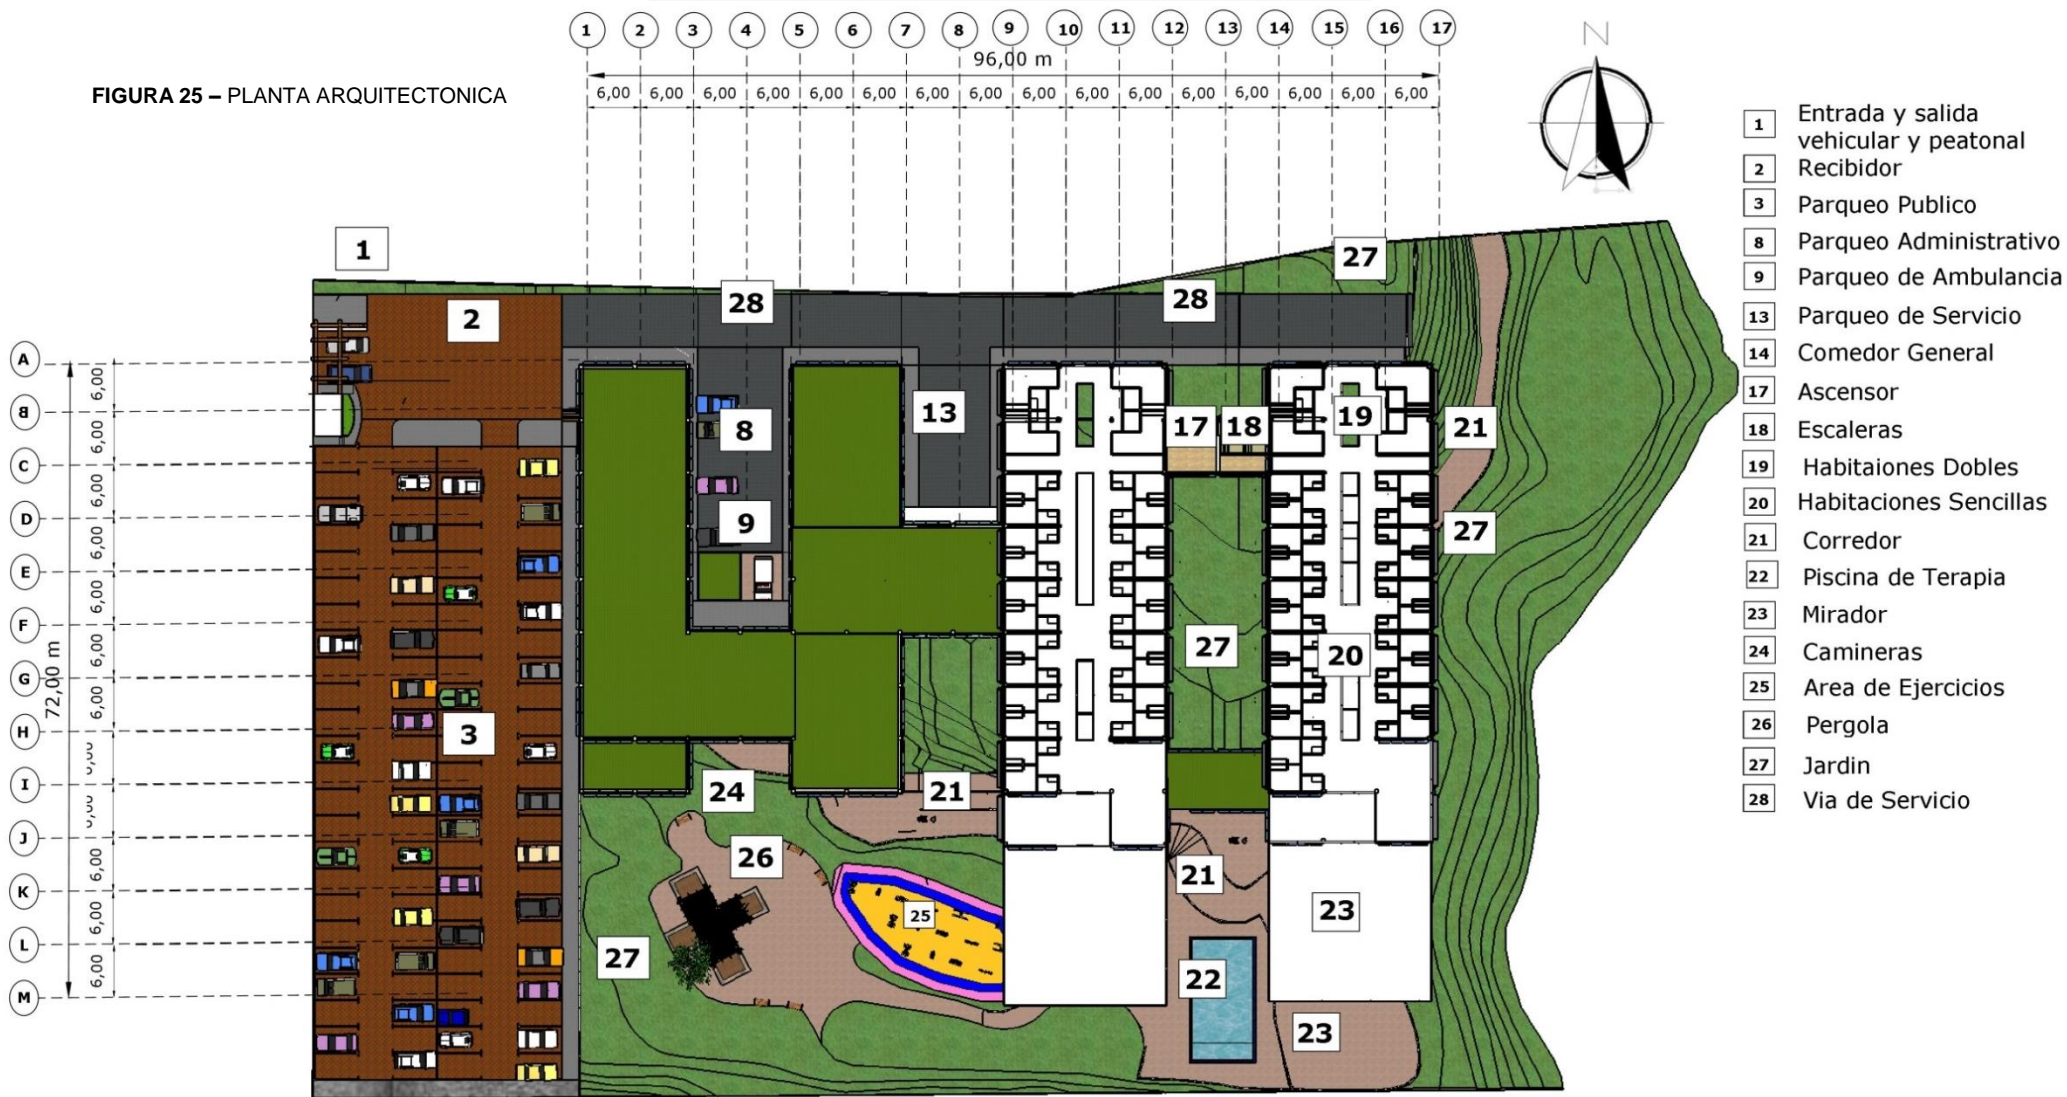 1 2 3 4 5 6 7 8 9 10 11 12 13 14 15 16 17
96,00 m
FIGURA 25 – PLANTA ARQUITECTONICA
6,00 6,00 6,00 6,00 6,00 6,00 6,00 6,00 6,00 6,00 6,00 6,00 6,00 6,00 6,00 6,00
N
1 Entrada y salida
vehicular y peatonal
2 Recibidor
3 Parqueo Publico
8 Parqueo Administrativo
9 Parqueo de Ambulancia
13 Parqueo de Servicio
14 Comedor General
17 Ascensor
18 Escaleras
19 Habitaiones Dobles
20 Habitaciones Sencillas
21 Corredor
22 Piscina de Terapia
23 Mirador
24 Camineras
25 Area de Ejercicios
26 Pergola
27 Jardin
28 Via de Servicio
1
27
28
28
2
A
6,00
B
13
8
17
18
19
21
6,00
C
6,00
D
9
27
6,00
E
6,00
F
6,00
27
20
G
72,00 m
6,00
H
3
I
24
21
J
6,00
26
K
21
6,00
25
23
L
27
6,00
22
M
23